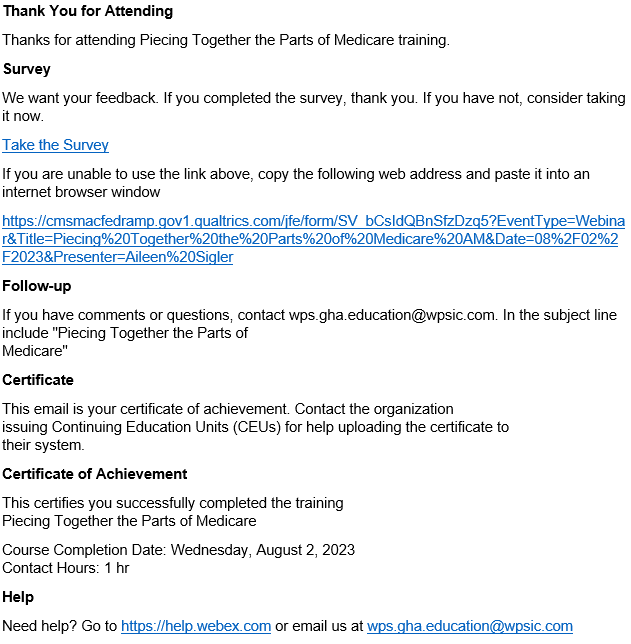 Thank You for Attending
Thanks for attending Piecing Together the Parts of Medicare training.
Survey
We want your feedback. If you completed the survey, thank you. If you have not, consider taking
it now.
Take the Survey
If you are unable to use the link above, copy the following web address and paste it into an
internet browser window
https://cmsmacfedramp.gov1.qualtrics.com/jfe/form/SV_bCsIdQBnSfzDzq5?EventType=Webina
r&Title=Piecing%20Together%20the%20Parts%20of%20Medicare%20AM&Date=08%2F02%2
F2023&Presenter=Aileen%20Sigler
Follow-up
If you have comments or questions, contact wps.gha.education@wpsic.com. In the subject line
include "Piecing Together the Parts of
Medicare"
Certificate
This email is your certificate of achievement. Contact the organization
issuing Continuing Education Units (CEUs) for help uploading the certificate to
their system.
Certificate of Achievement
This certifies you successfully completed the training
Piecing Together the Parts of Medicare
Course Completion Date: Wednesday, August 2, 2023
Contact Hours: 1 hr
Help
Need help? Go to https://help.webex.com or email us at wps.gha.education@wpsic.com